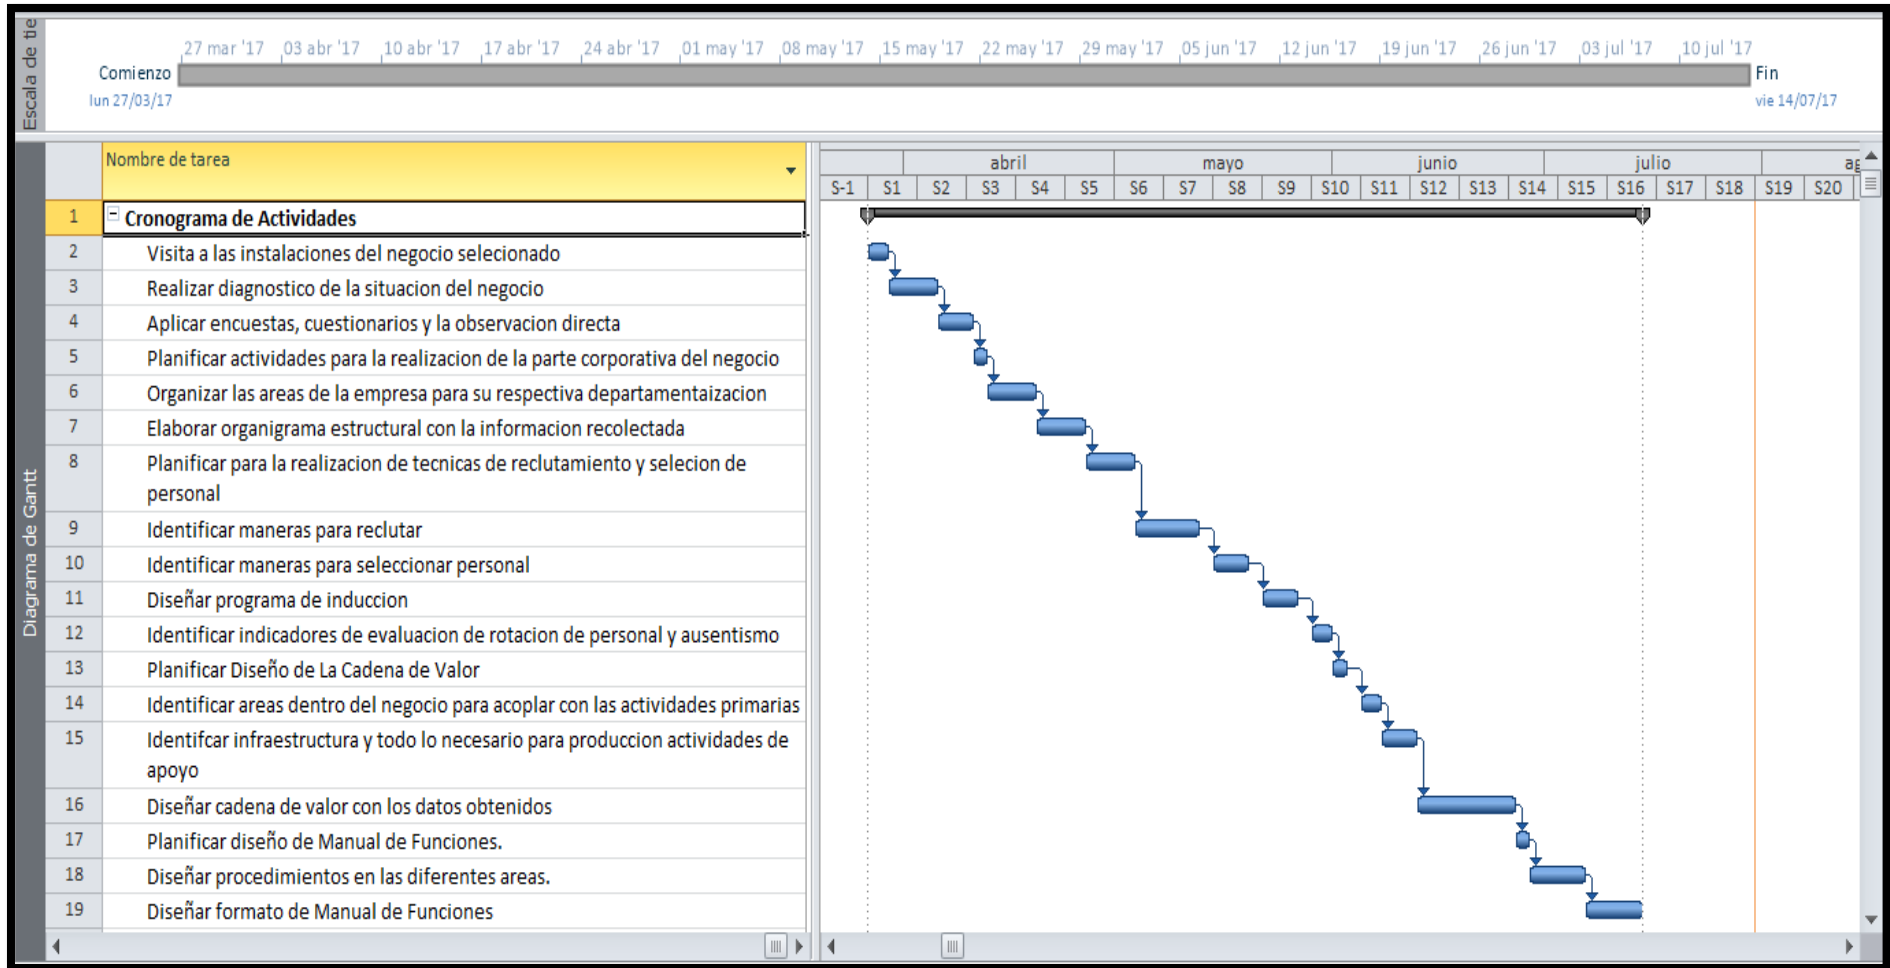 Escala de tie
27 mar '17 03 abr '17 10 abr '17 17 abr '17 24 abr '17 01 may '17 08 may '17 15 may '17 22 may '17 29 may '17 05 jun '17 12 jun '17 19 jun '17 26 jun '17 03 jul '17 10 jul '17
Comienzo
lun 27/03/17
Fin
vie 14/07/17
Diagrama de Gantt
Nombre de tarea
abril mayo junio julio ag
S-1 S1 S2 S3 S4 S5 S6 S7 S8 S9 S10 S11 S12 S13 S14 S15 S16 S17 S18 S19 S20
1 Cronograma de Actividades
2 Visita a las instalaciones del negocio selecionado
3 Realizar diagnostico de la situacion del negocio
4 Aplicar encuestas, cuestionarios y la observacion directa
5 Planificar actividades para la realizacion de la parte corporativa del negocio
6 Organizar las areas de la empresa para su respectiva departamentaizacion
7 Elaborar organigrama estructural con la informacion recolectada
8 Planificar para la realizacion de tecnicas de reclutamiento y selecion de
personal
9 Identificar maneras para reclutar
10 Identificar maneras para seleccionar personal
11 Diseñar programa de induccion
12 Identificar indicadores de evaluacion de rotacion de personal y ausentismo
13 Planificar Diseño de La Cadena de Valor
14 Identificar areas dentro del negocio para acoplar con las actividades primarias
15 Identifcar infraestructura y todo lo necesario para produccion actividades de
apoyo
16 Diseñar cadena de valor con los datos obtenidos
17 Planificar diseño de Manual de Funciones.
18 Diseñar procedimientos en las diferentes areas.
19 Diseñar formato de Manual de Funciones